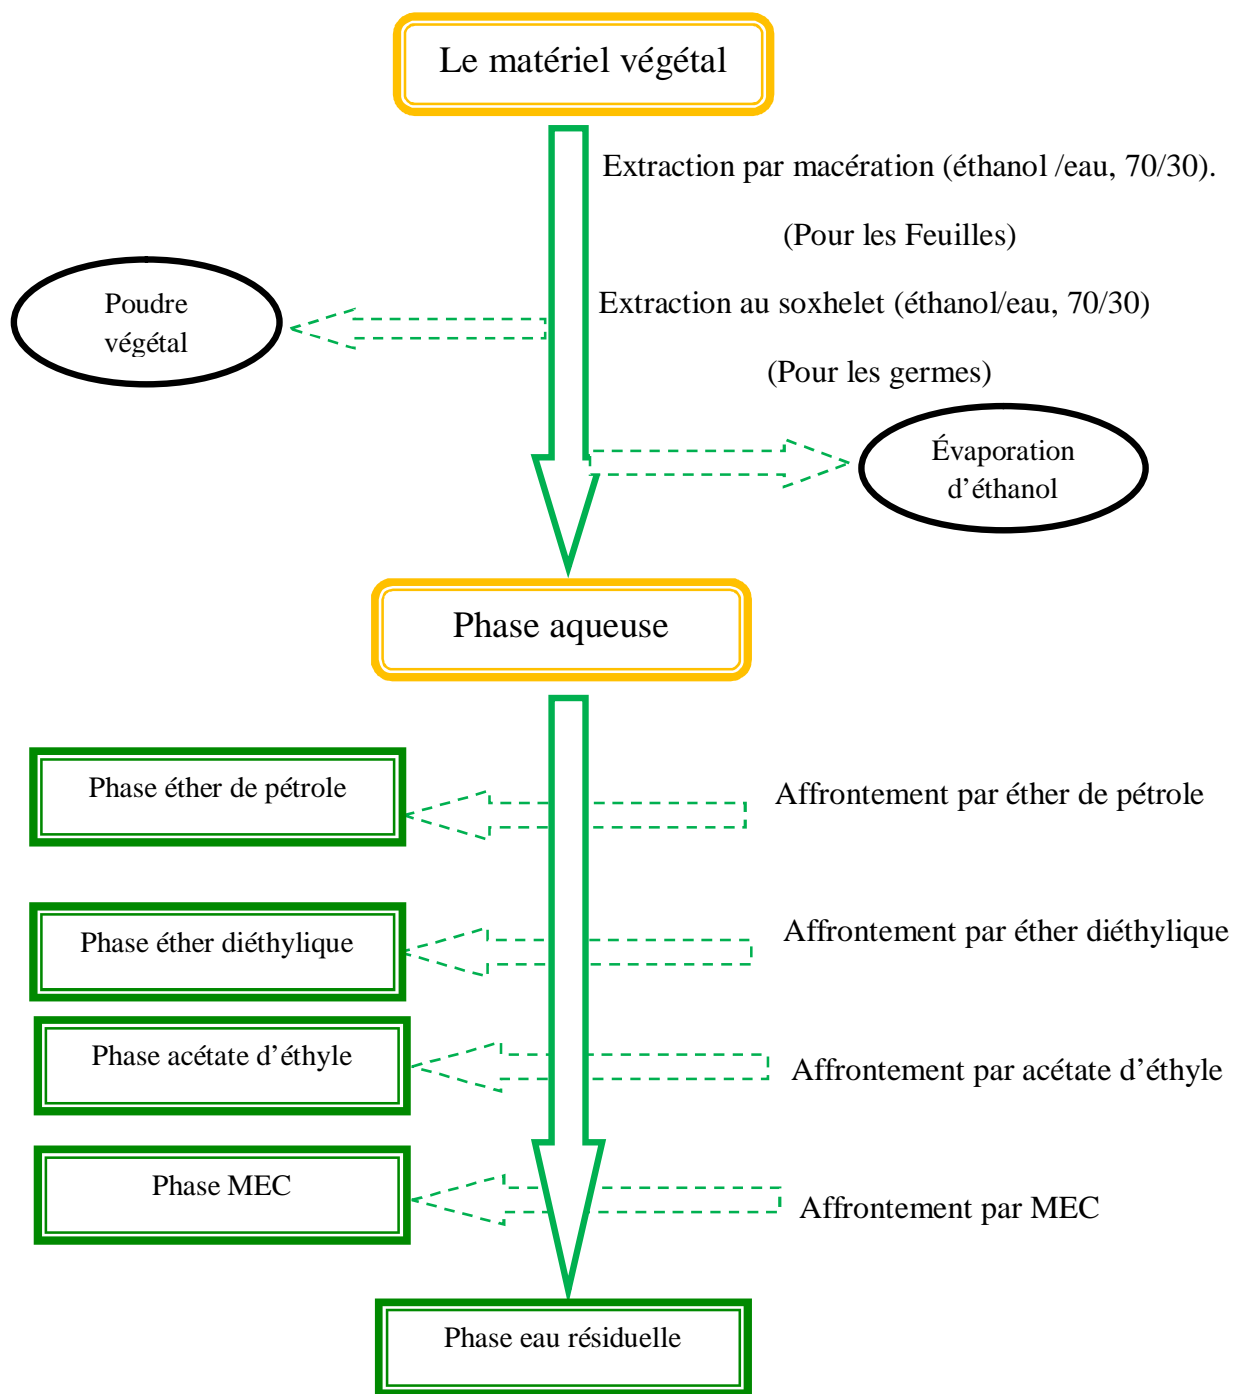 Le matériel végétal
Extraction par macération (éthanol /eau, 70/30).
(Pour les Feuilles)
Poudre
végétal
Extraction au soxhelet (éthanol/eau, 70/30)
(Pour les germes)
Évaporation
d’éthanol
Phase aqueuse
Phase éther de pétrole
Affrontement par éther de pétrole
Phase éther diéthylique
Affrontement par éther diéthylique
Phase acétate d’éthyle
Affrontement par acétate d’éthyle
Phase MEC
Affrontement par MEC
Phase eau résiduelle